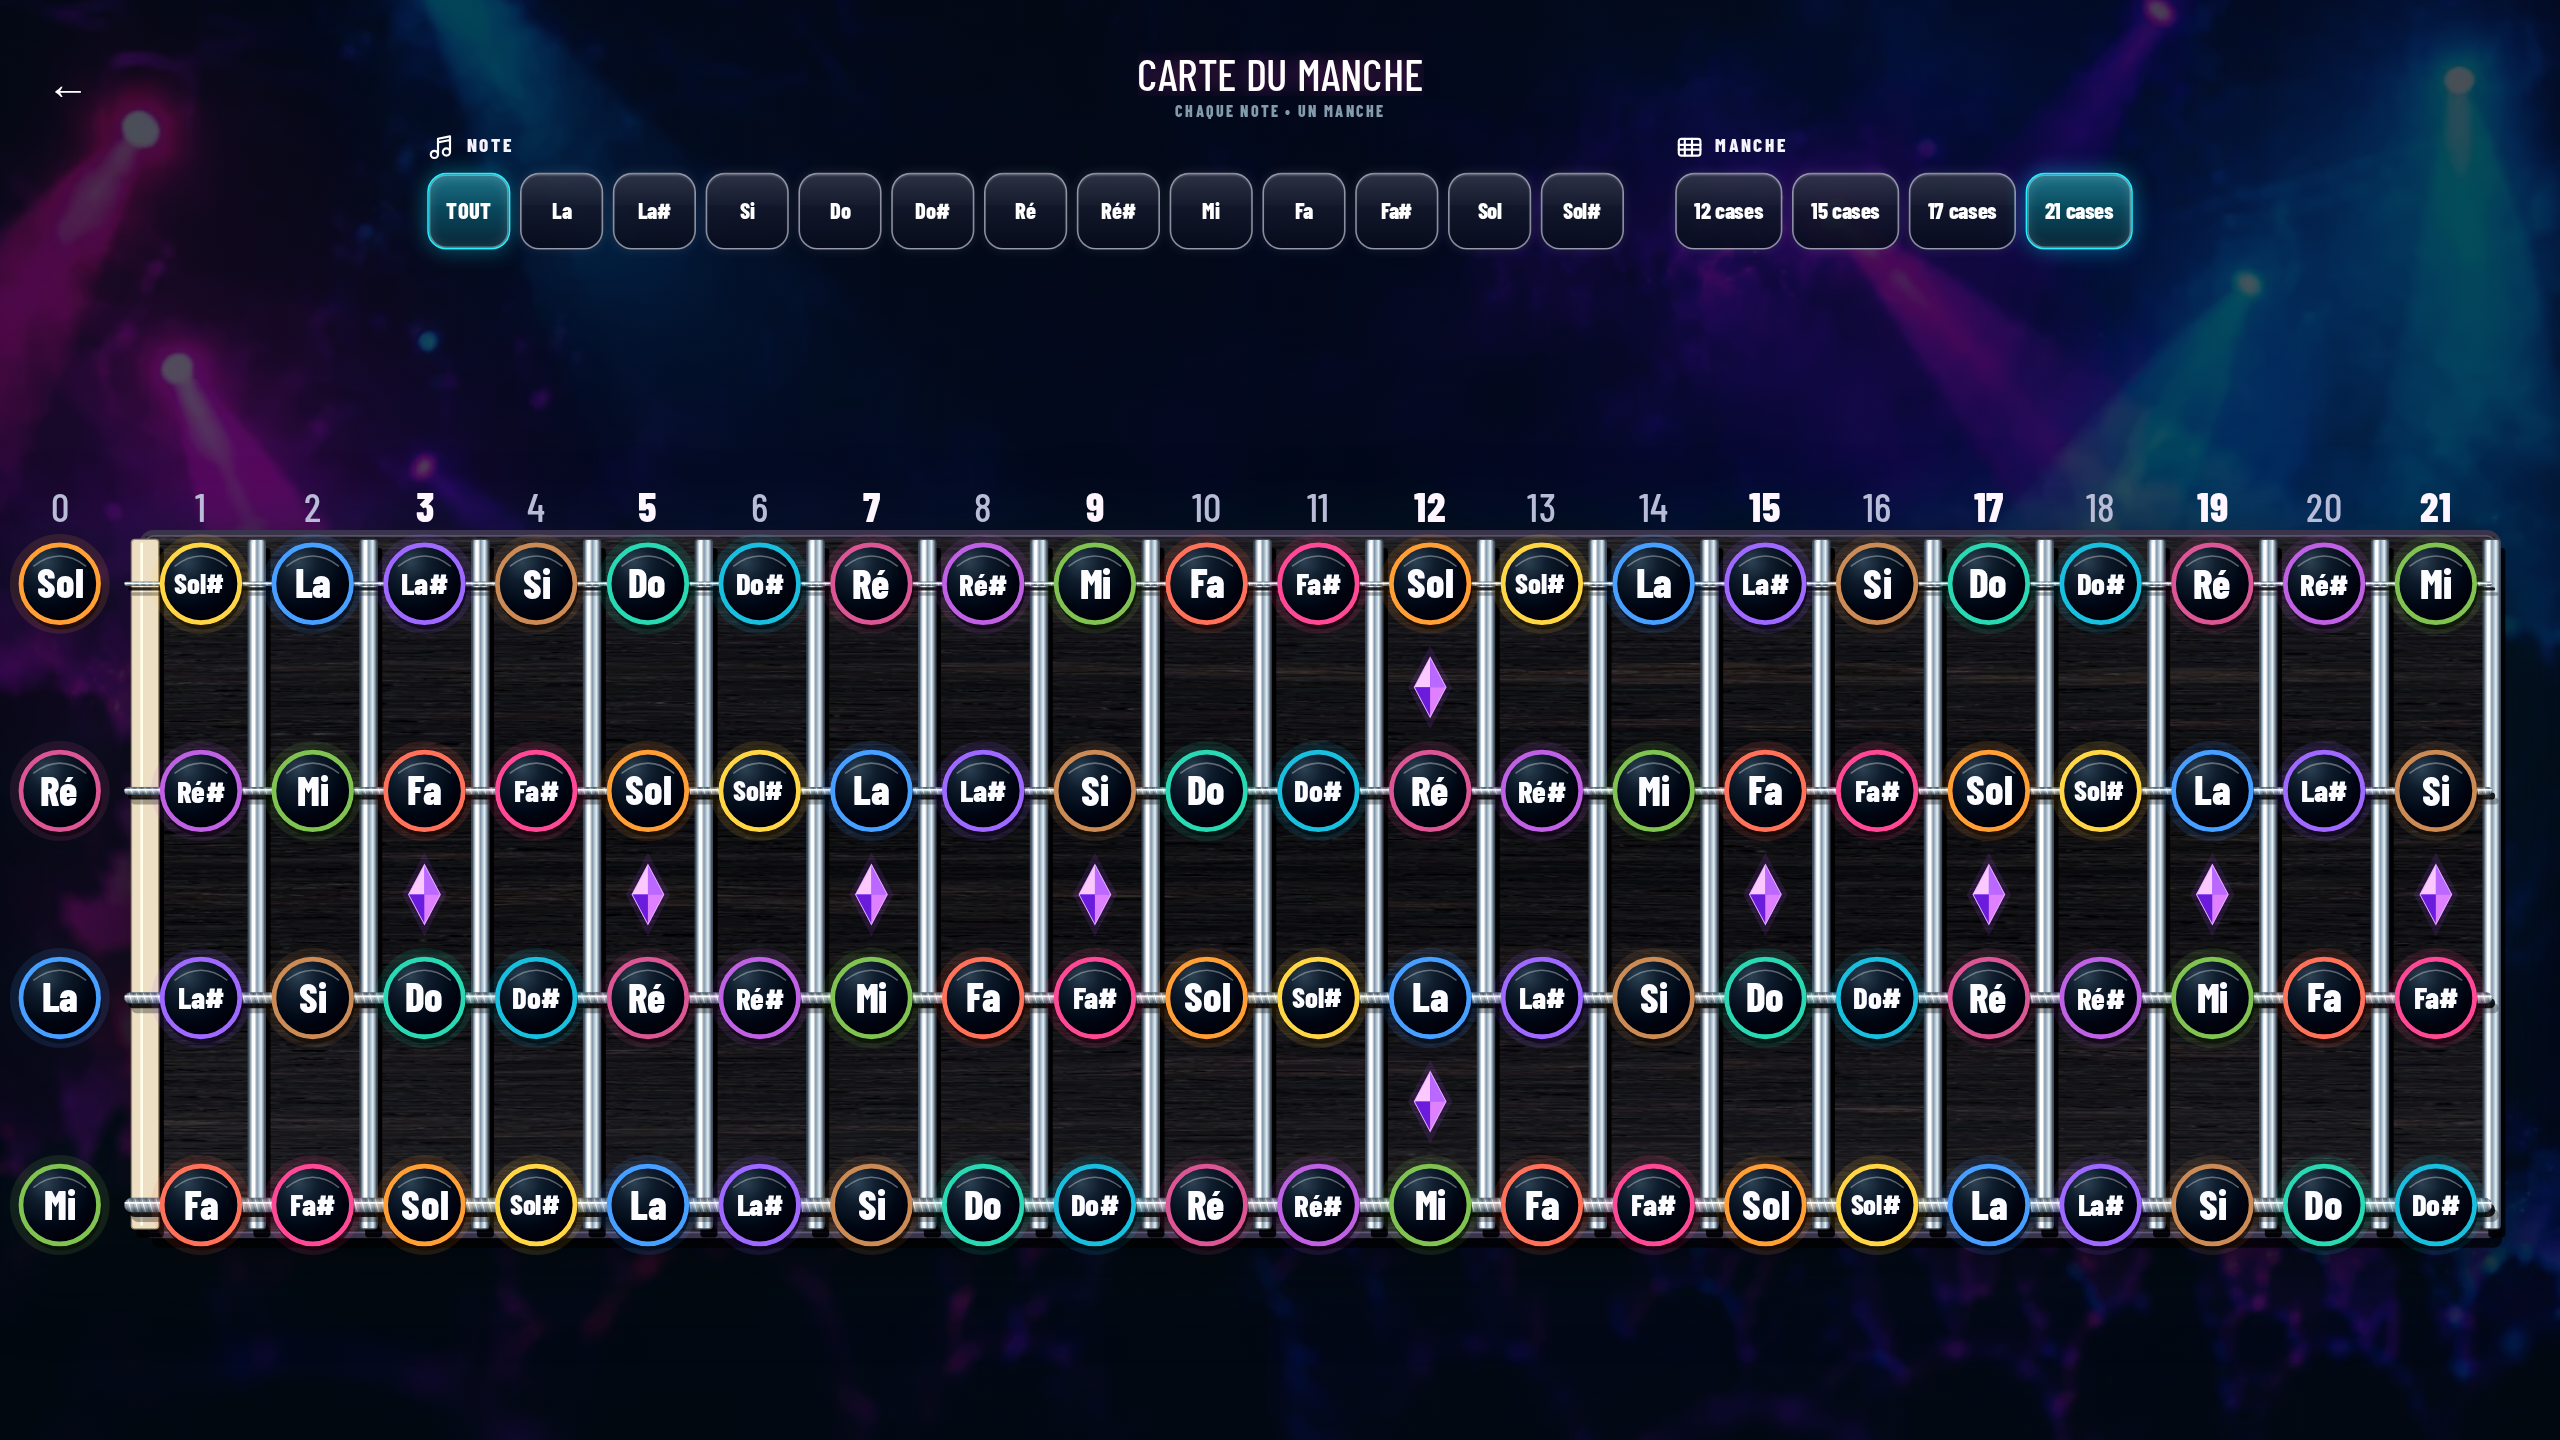 ←
CARTE DU MANCHE
CHAQUE NOTE • UN MANCHE
NOTE
MANCHE
TOUT La La# Si Do Do# Ré Ré# Mi Fa Fa# Sol Sol# 12 cases 15 cases 17 cases 21 cases
0 1 2 3 4 5 6 7 8 9 10 11 12 13 14 15 16 17 18 19 20 21
Sol Sol# La La# Si Do Do# Ré Ré# Mi Fa Fa# Sol Sol# La La# Si Do Do# Ré Ré# Mi
Ré Ré# Mi Fa Fa# Sol Sol# La La# Si Do Do# Ré Ré# Mi Fa Fa# Sol Sol# La La# Si
La La# Si Do Do# Ré Ré# Mi Fa Fa# Sol Sol# La La# Si Do Do# Ré Ré# Mi Fa Fa#
Mi Fa Fa# Sol Sol# La La# Si Do Do# Ré Ré# Mi Fa Fa# Sol Sol# La La# Si Do Do#